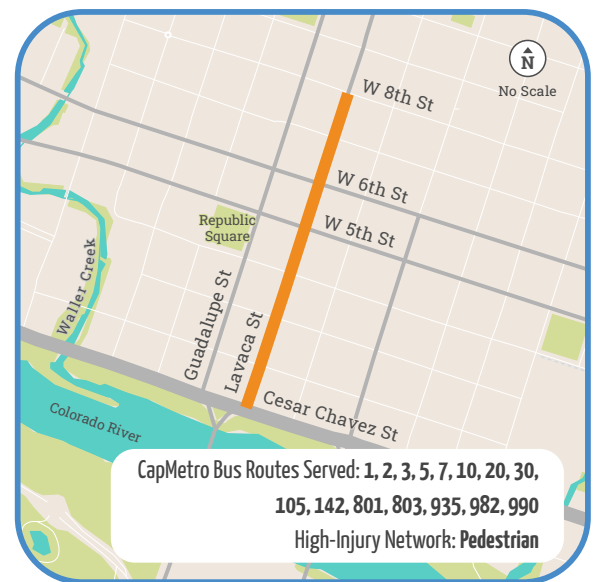 N
No Scale
W 8th St
W 6th St
W 5th St
Republic
Square
Waller Creek
Guadalupe St
Lavaca St
Cesar Chavez St
Colorado River
CapMetro Bus Routes Served: 1, 2, 3, 5, 7, 10, 20, 30,
105, 142, 801, 803, 935, 982, 990
High-Injury Network: Pedestrian